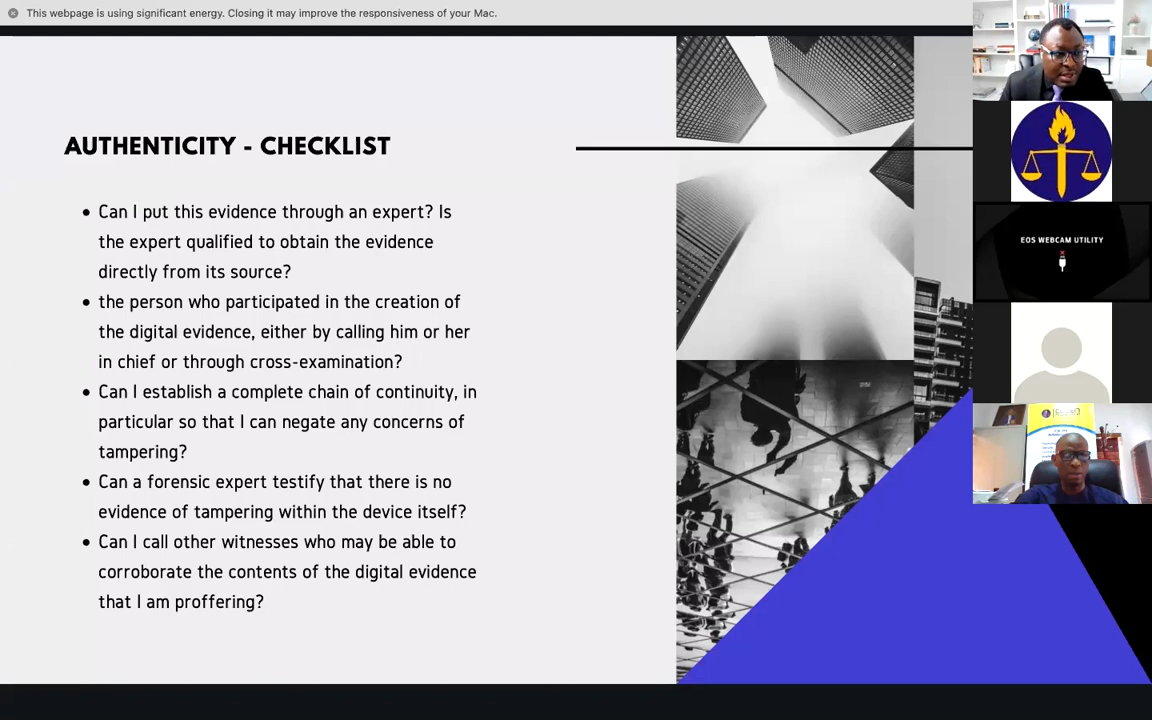 This webpage is using significant energy. Closing it may improve the responsiveness of your Mac.
AUTHENTICITY - CHECKLIST
• Can I put this evidence through an expert? Is
the expert qualified to obtain the evidence
directly from its source?
• the person who participated in the creation of
the digital evidence, either by calling him or her
in chief or through cross-examination?
• Can I establish a complete chain of continuity, in
particular so that I can negate any concerns of
tampering?
• Can a forensic expert testify that there is no
evidence of tampering within the device itself?
• Can I call other witnesses who may be able to
corroborate the contents of the digital evidence
that I am proffering?
EOS WEBCAM UTILITY